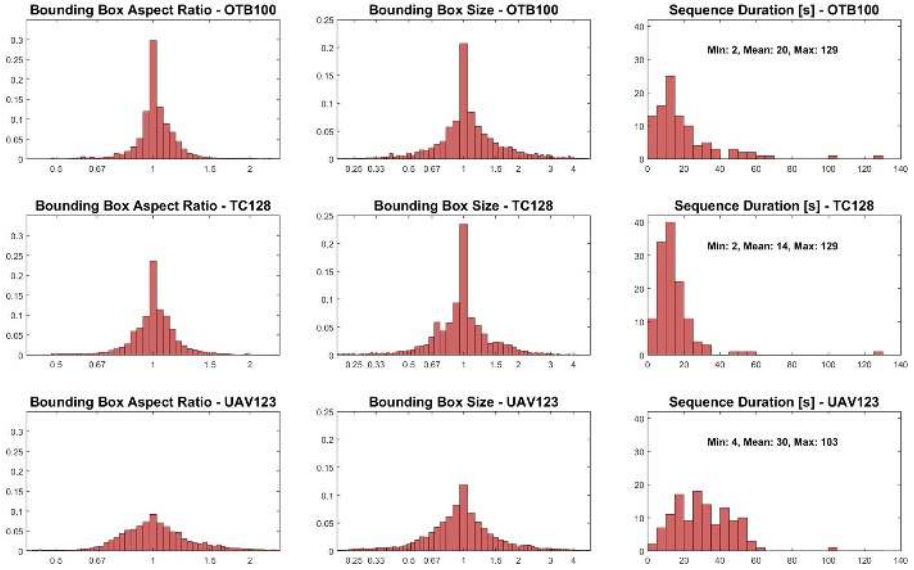 Bounding Box Aspect Ratio - OTB100
0.3
0.25
0.2
0.15
0.1
0.05
0
0.5 0.67 1 1.5 2
Bounding Box Size - OTB100
0.25
0.2
0.15
0.1
0.05
0
0.25 0.33 0.5 0.67 1 1.5 2 3 4
Sequence Duration [s] - OTB100
Min: 2, Mean: 20, Max: 129
40
30
20
10
0
0 20 40 60 80 100 120 140
Bounding Box Aspect Ratio - TC128
0.3
0.25
0.2
0.15
0.1
0.05
0
0.5 0.67 1 1.5 2
Bounding Box Size - TC128
0.25
0.2
0.15
0.1
0.05
0
0.25 0.33 0.5 0.67 1 1.5 2 3 4
Sequence Duration [s] - TC128
Min: 2, Mean: 14, Max: 129
40
30
20
10
0
0 20 40 60 80 100 120 140
Bounding Box Aspect Ratio - UAV123
0.3
0.25
0.2
0.15
0.1
0.05
0
0.5 0.67 1 1.5 2
Bounding Box Size - UAV123
0.25
0.2
0.15
0.1
0.05
0
0.25 0.33 0.5 0.67 1 1.5 2 3 4
Sequence Duration [s] - UAV123
Min: 4, Mean: 30, Max: 103
40
30
20
10
0
0 20 40 60 80 100 120 140